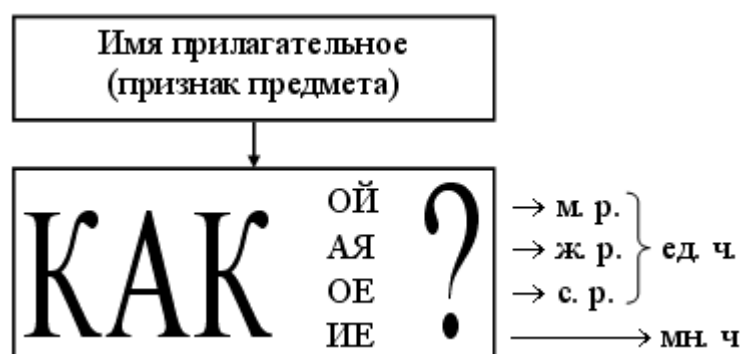 Имя прилагательное
(признак предмета)
КАК ОЙ ? → м. р.
АЯ → ж. р. ед. ч.
ОЕ → с. р.
ИЕ → мн. ч